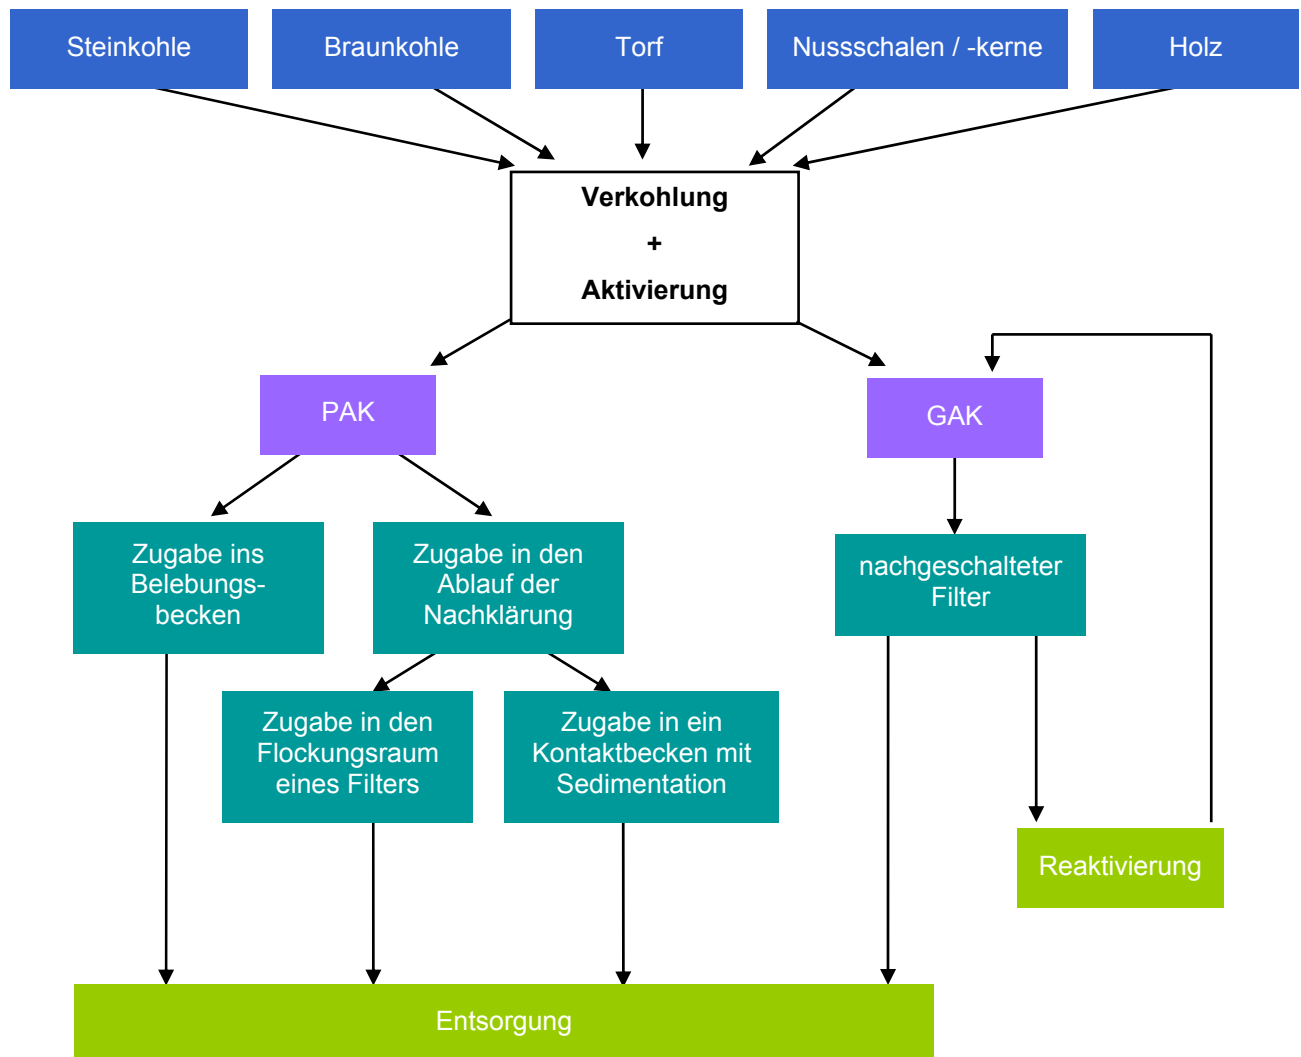 Steinkohle
Braunkohle
Torf
Nussschalen / -kerne
Holz
Verkohlung
+
Aktivierung
PAK
GAK
Zugabe ins
Belebungs-
becken
Zugabe in den
Ablauf der
Nachklärung
nachgeschalteter
Filter
Zugabe in den
Flockungsraum
eines Filters
Zugabe in ein
Kontaktbecken mit
Sedimentation
Reaktivierung
Entsorgung